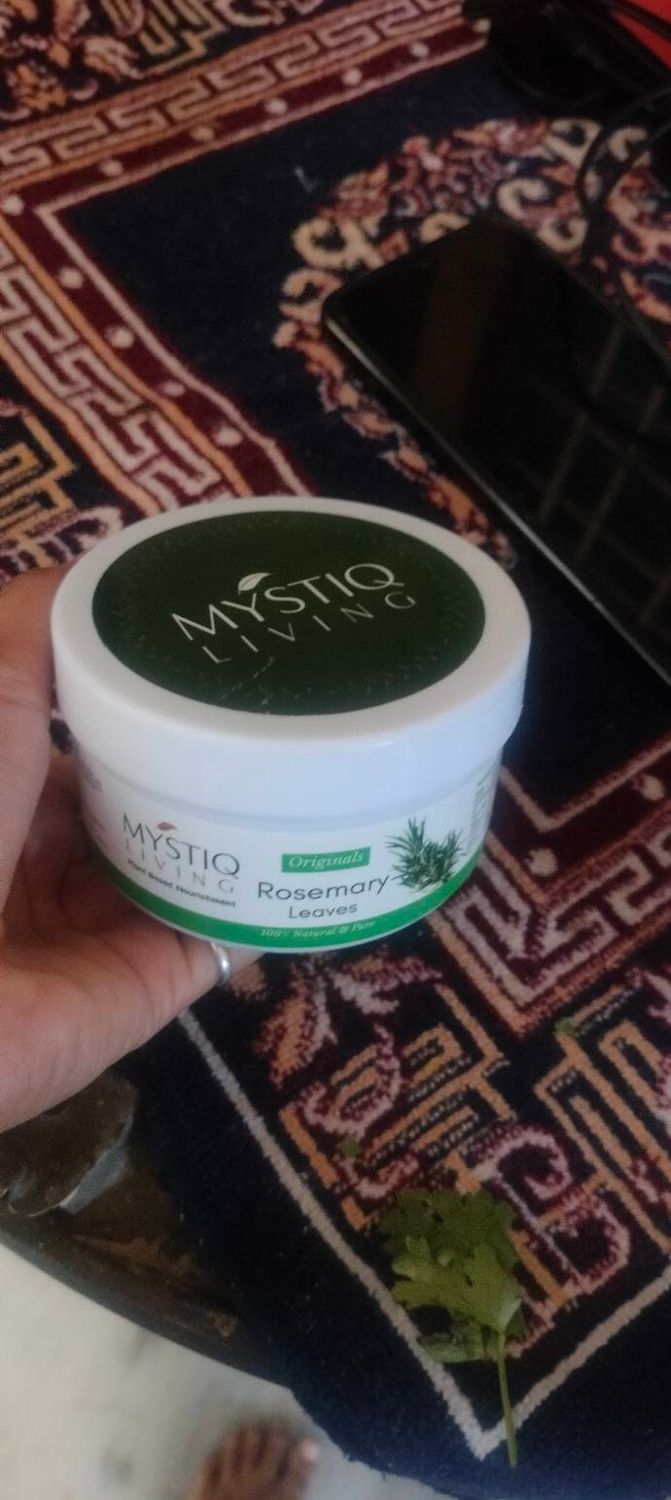 MYSTIQ
LIVING
MYSTIQ
LIVING
Plant Based Nourishment
Originals
Rosemary
Leaves
100% Natural & Pure